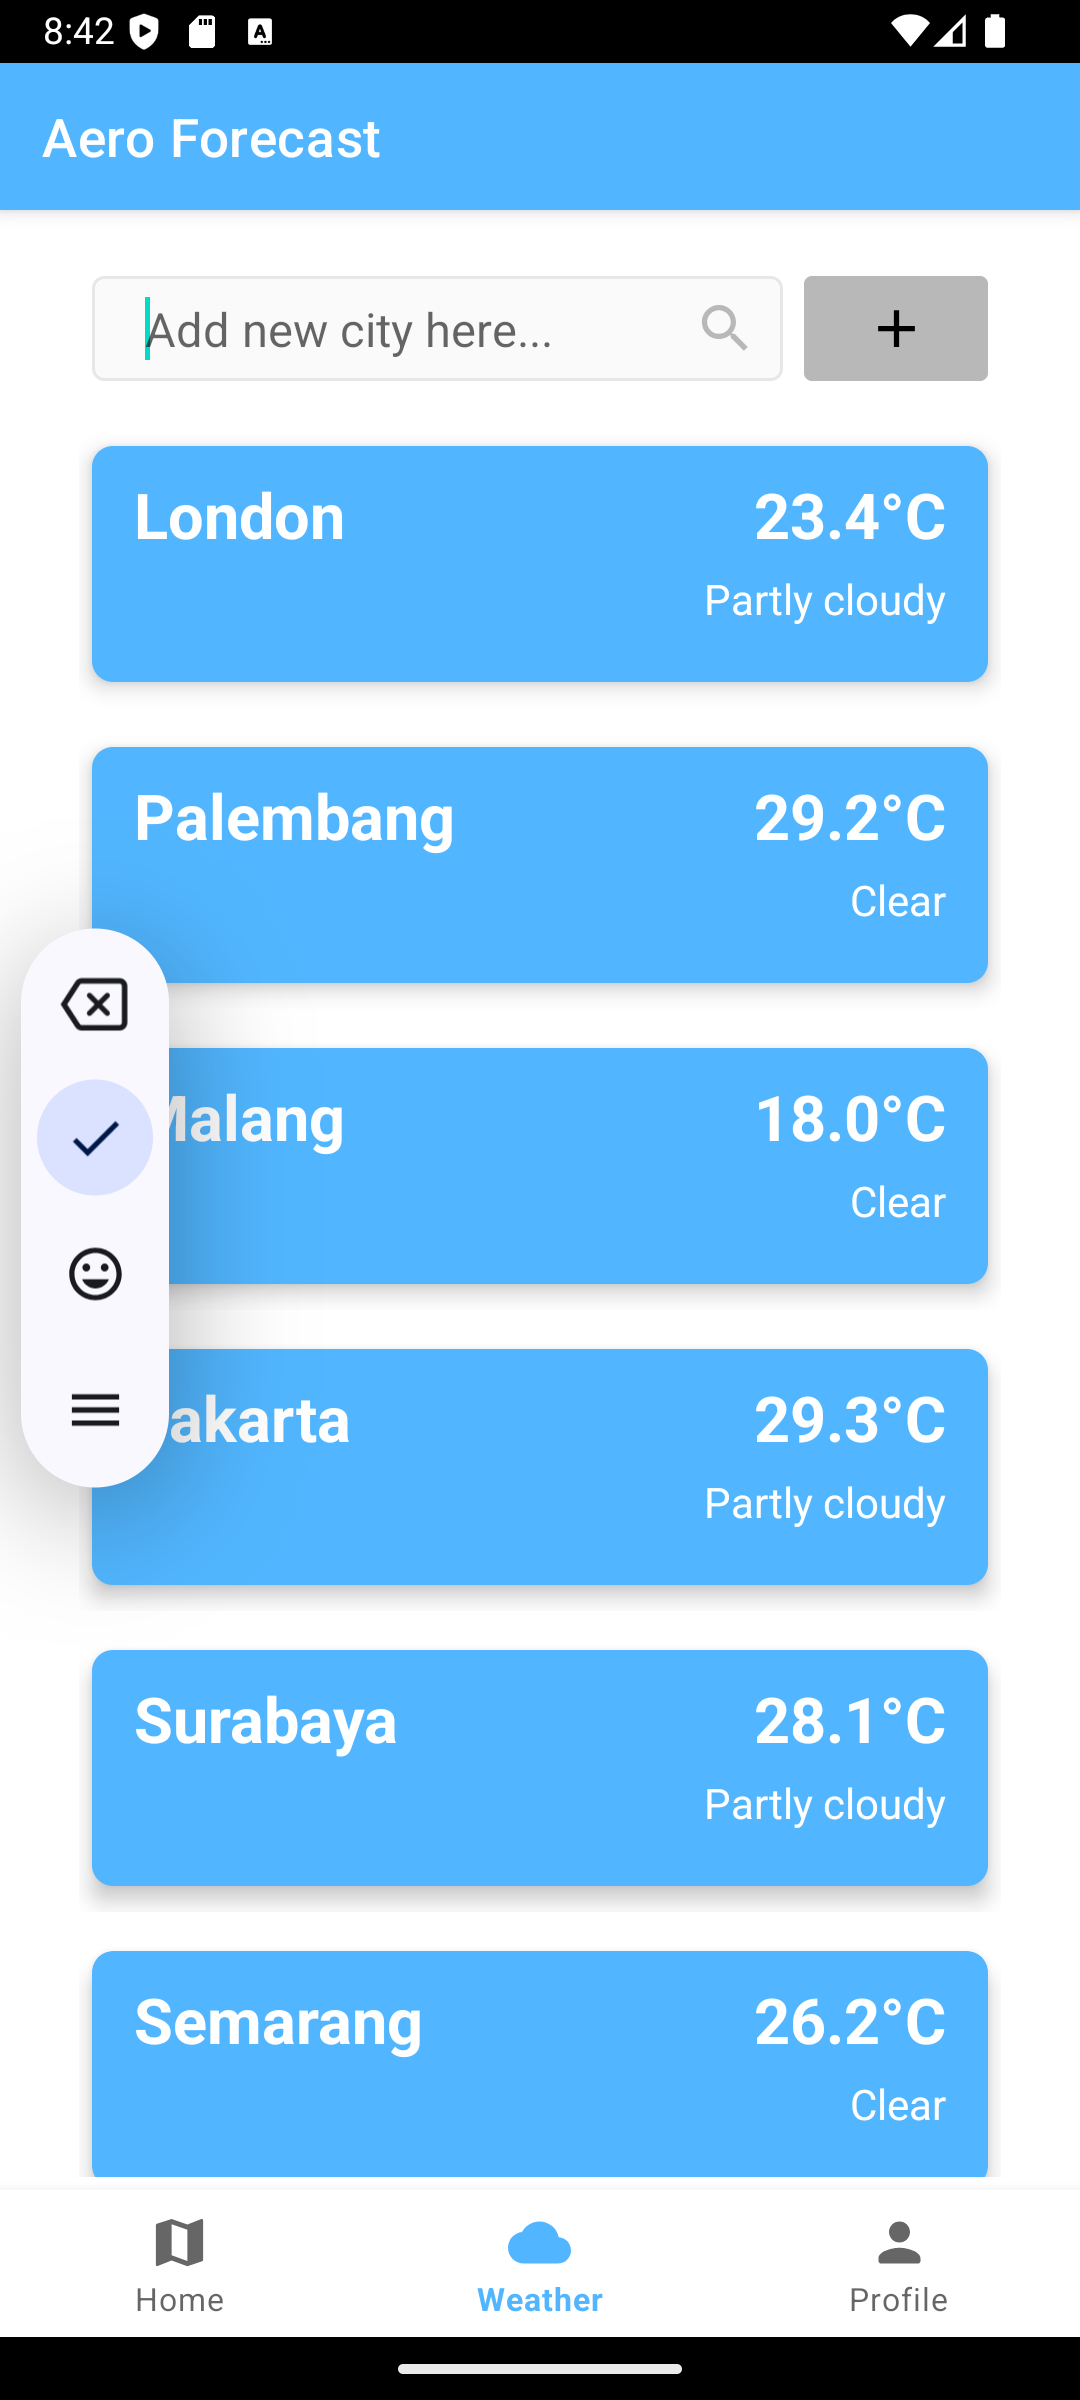 8:42
Aero Forecast
Add new city here...
London
23.4°C
Partly cloudy
Palembang
29.2°C
Clear
Malang
18.0°C
Clear
akarta
29.3°C
Partly cloudy
Surabaya
28.1°C
Partly cloudy
Semarang
26.2°C
Clear
Home
Weather
Profile